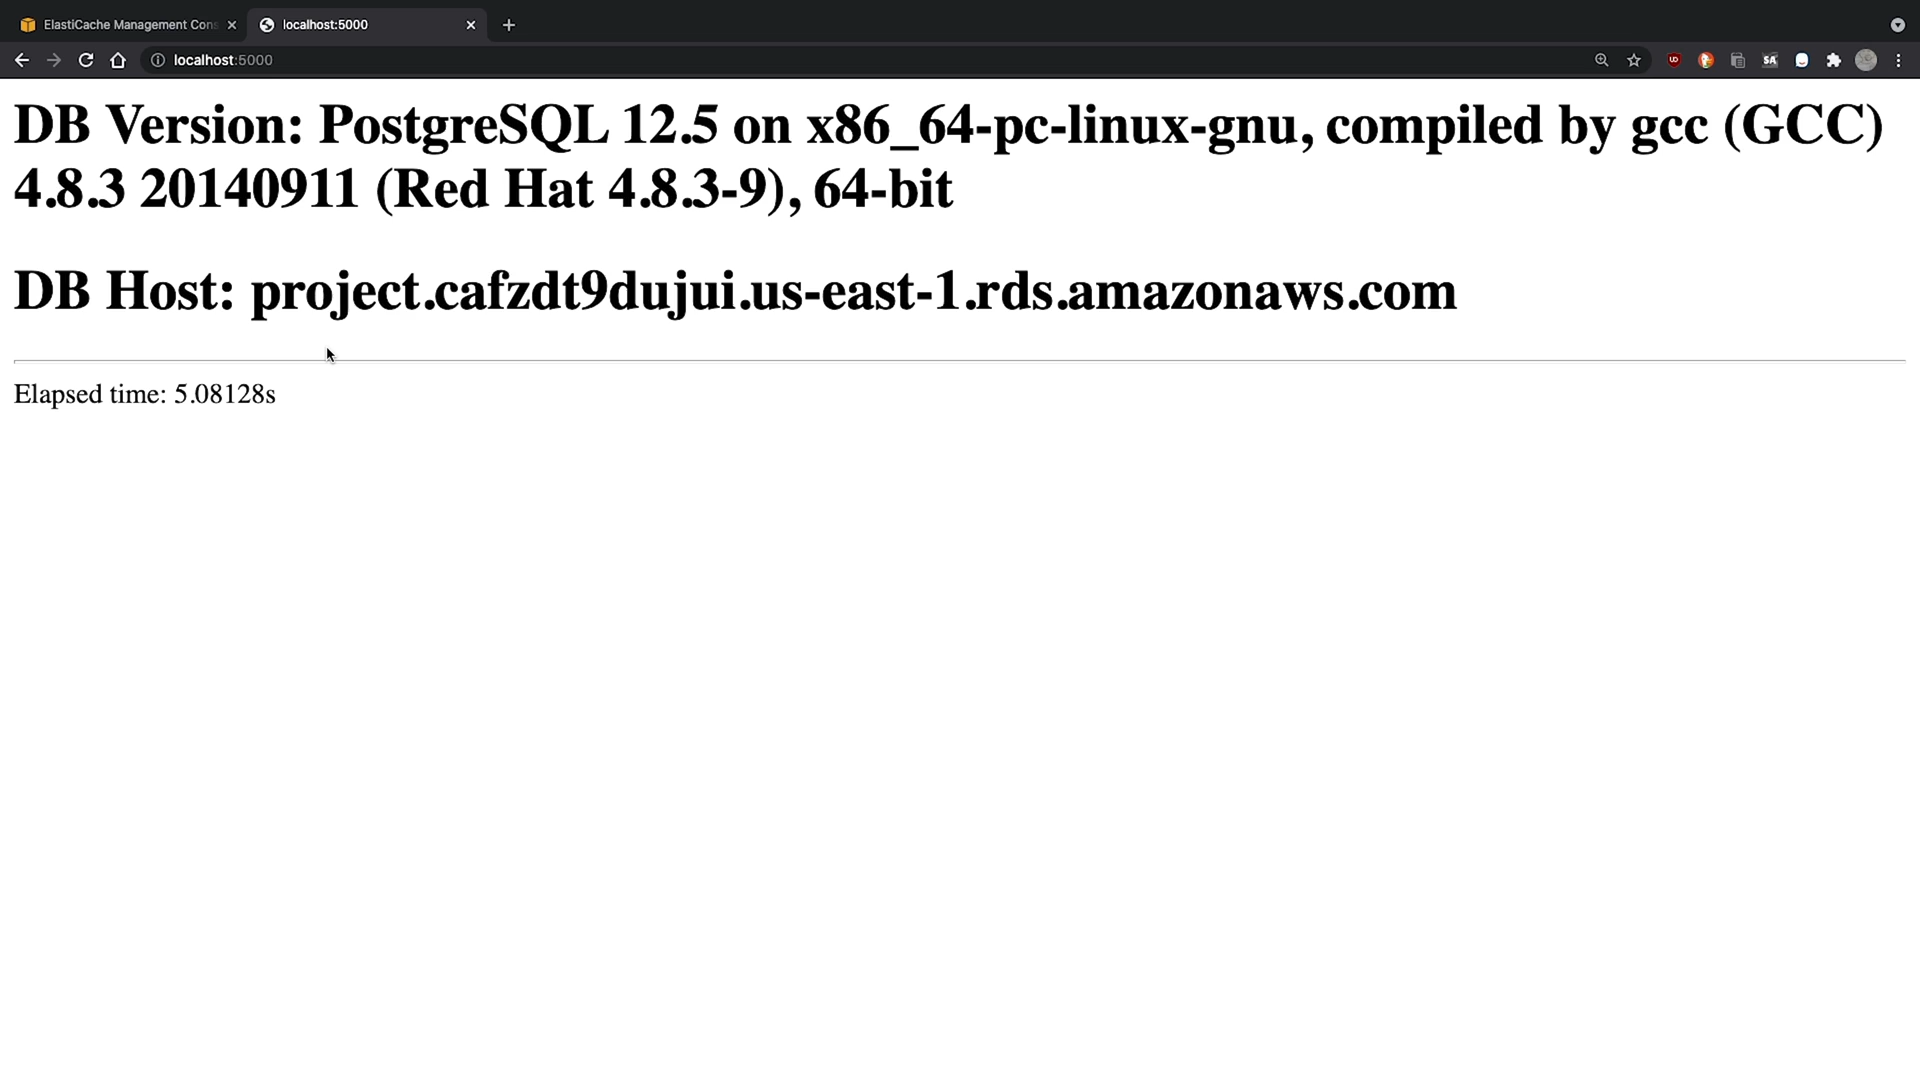 ElastiCache Management Con
localhost:5000
localhost:5000
DB Version: PostgreSQL 12.5 on x86_64-pc-linux-gnu, compiled by gcc (GCC)
4.8.3 20140911 (Red Hat 4.8.3-9), 64-bit
DB Host: project.cafzdt9dujui.us-east-1.rds.amazonaws.com
Elapsed time: 5.08128s